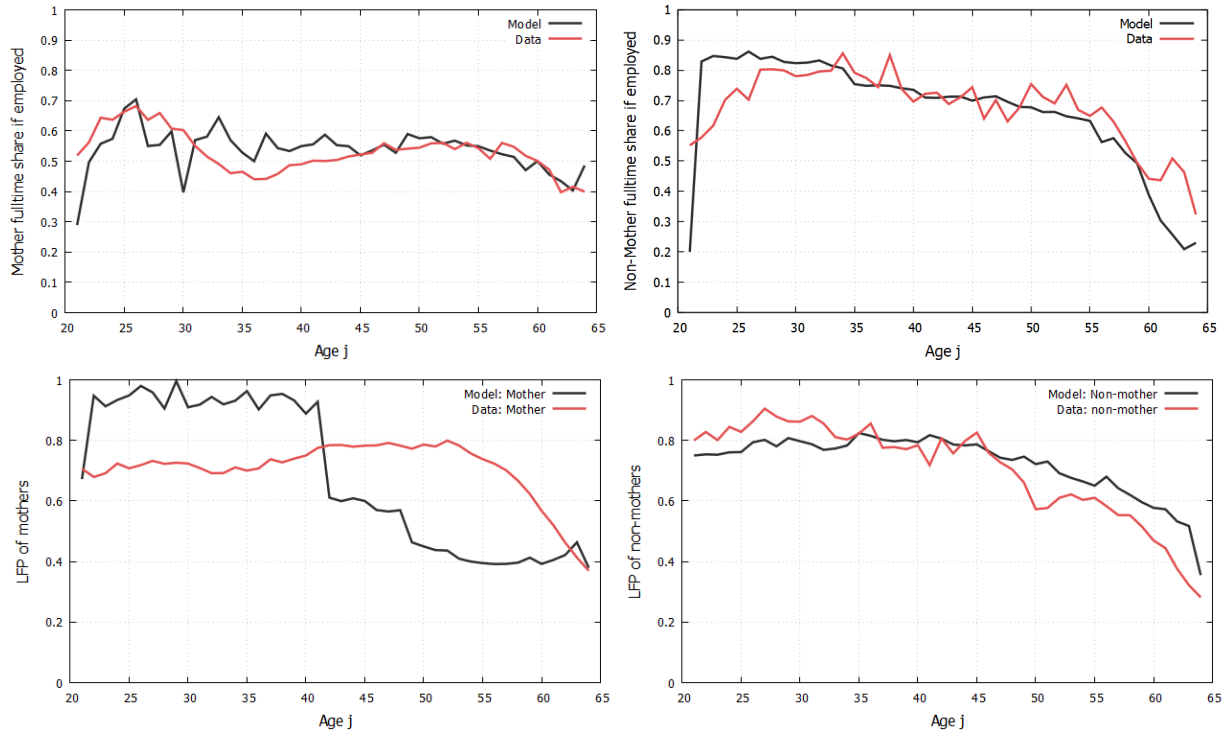 Mother fulltime share if employed
1
0.9
0.8
0.7
0.6
0.5
0.4
0.3
0.2
0.1
0
20 25 30 35 40 45 50 55 60 65
Age j
Model
Data
Non-Mother fulltime share if employed
1
0.9
0.8
0.7
0.6
0.5
0.4
0.3
0.2
0.1
0
20 25 30 35 40 45 50 55 60 65
Age j
Model
Data
LFP of mothers
1
0.8
0.6
0.4
0.2
0
20 25 30 35 40 45 50 55 60 65
Age j
Model: Mother
Data: Mother
LFP of non-mothers
1
0.8
0.6
0.4
0.2
0
20 25 30 35 40 45 50 55 60 65
Age j
Model: Non-mother
Data: non-mother